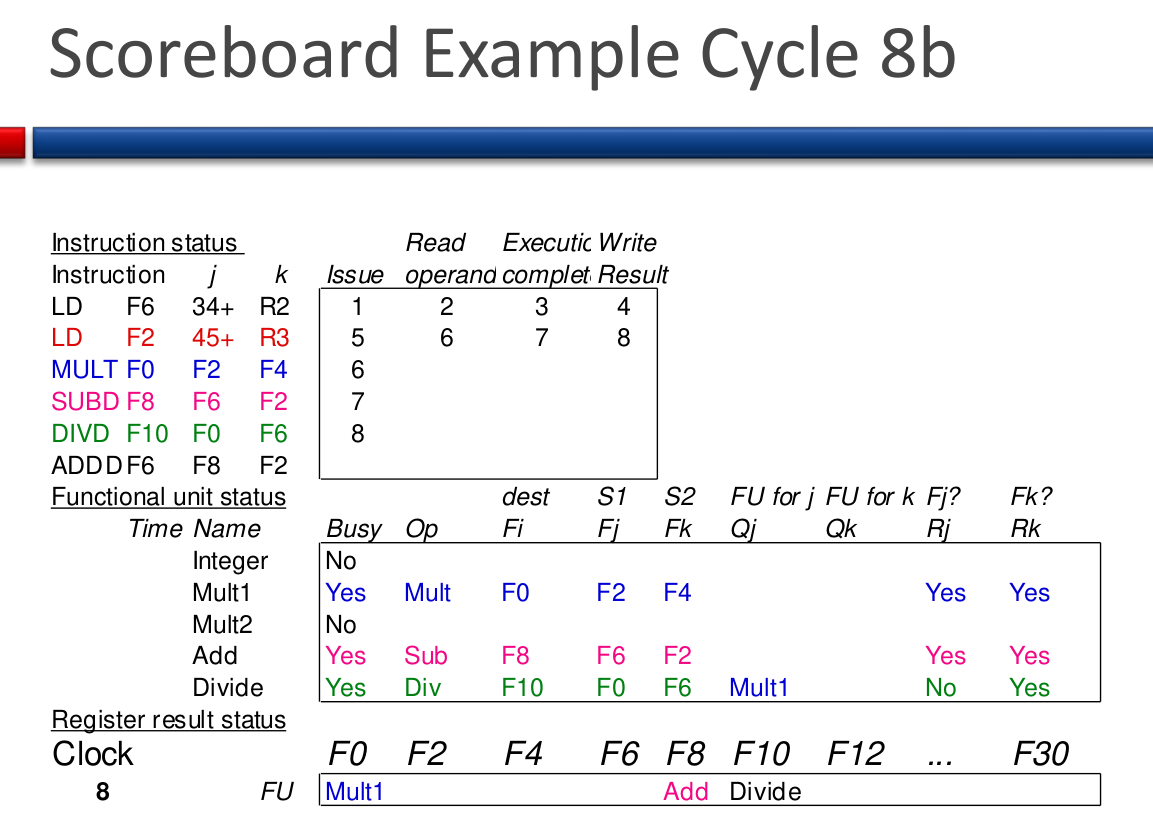 Scoreboard Example Cycle 8b
Instruction status Read Executic Write
Instruction j k Issue operand complet Result
LD F6 34+ R2 1 2 3 4
LD F2 45+ R3 5 6 7 8
MULT F0 F2 F4 6
SUBD F8 F6 F2 7
DIVD F10 F0 F6 8
ADDD F6 F8 F2
Functional unit status dest S1 S2 FU for j FU for k Fj? Fk?
Time Name Busy Op Fi Fj Fk Qj Qk Rj Rk
Integer No
Mult1 Yes Mult F0 F2 F4 Yes Yes
Mult2 No
Add Yes Sub F8 F6 F2 Yes Yes
Divide Yes Div F10 F0 F6 Mult1 No Yes
Register result status
Clock F0 F2 F4 F6 F8 F10 F12 ... F30
8 FU Mult1 Add Divide